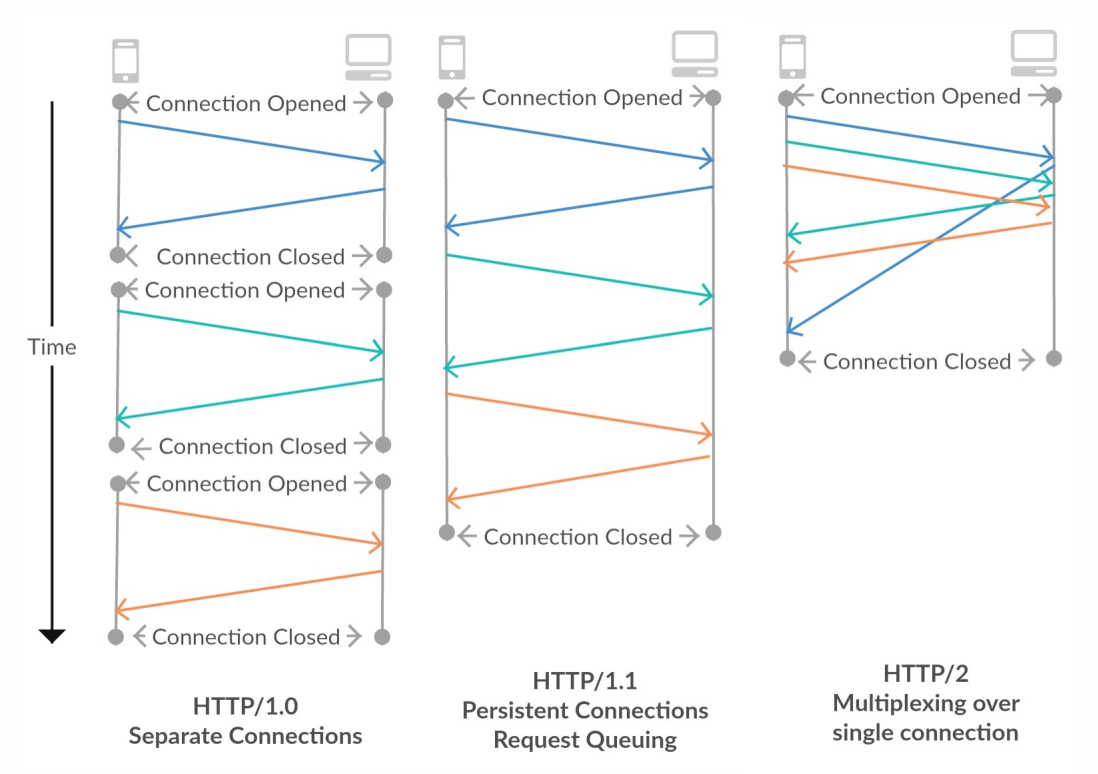 Connection Opened
Connection Opened
Connection Opened
Connection Closed
Connection Opened
Time
Connection Closed
Connection Closed
Connection Opened
Connection Closed
Connection Closed
HTTP/1.0
Separate Connections
HTTP/1.1
Persistent Connections
Request Queuing
HTTP/2
Multiplexing over
single connection